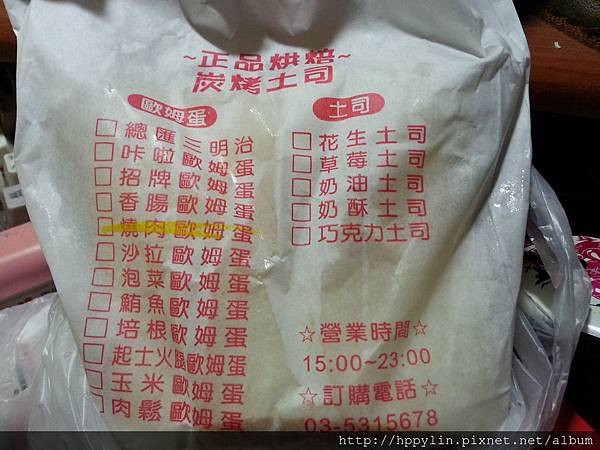 ~正品烘焙~
炭烤土司
歐姆蛋
□總匯三明治
□咔啦歐姆蛋
□招牌歐姆蛋
□香腸歐姆蛋
□燒肉歐姆蛋
□沙拉歐姆蛋
□泡菜歐姆蛋
□鮪魚歐姆蛋
□培根歐姆蛋
□起士火腿歐姆蛋
□玉米歐姆蛋
□肉鬆歐姆蛋
土司
□花生土司
□草莓土司
□奶油土司
□奶酥土司
□巧克力土司
☆營業時間☆
15:00~23:00
☆訂購電話☆
03-5315678
http://hppylin.pixnet.net/album